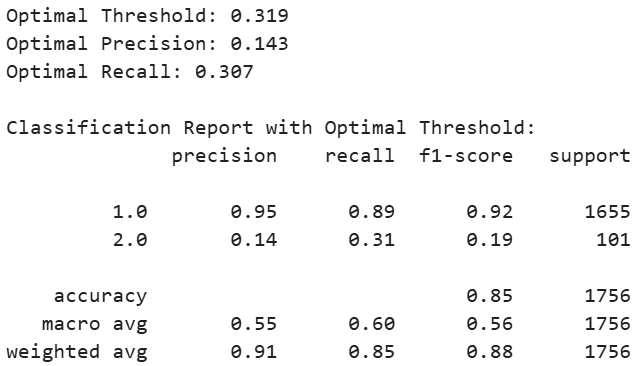 Optimal Threshold: 0.319
Optimal Precision: 0.143
Optimal Recall: 0.307
Classification Report with Optimal Threshold:
precision recall f1-score support
1.0 0.95 0.89 0.92 1655
2.0 0.14 0.31 0.19 101
accuracy 0.85 1756
macro avg 0.55 0.60 0.56 1756
weighted avg 0.91 0.85 0.88 1756